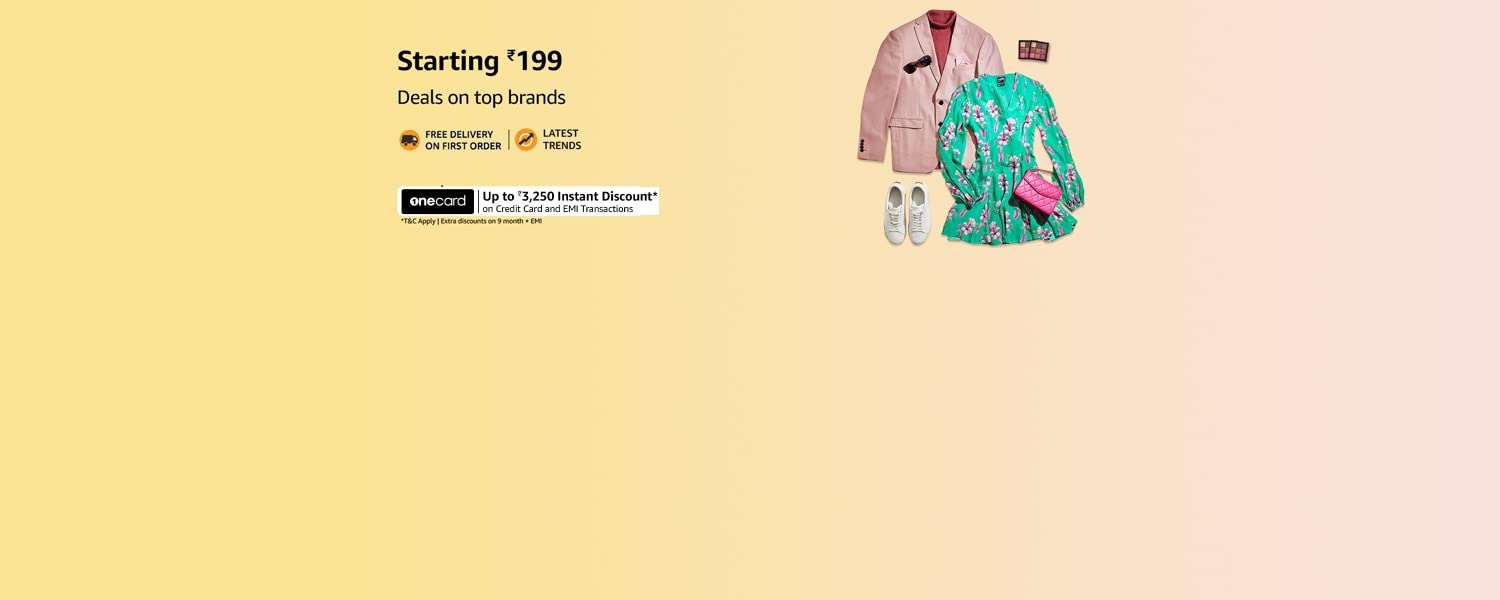 Starting ₹199
Deals on top brands
FREE DELIVERY
ON FIRST ORDER
LATEST
TRENDS
onecard
Up to ₹3,250 Instant Discount*
on Credit Card and EMI Transactions
*T&C Apply | Extra discounts on 9 month + EMI